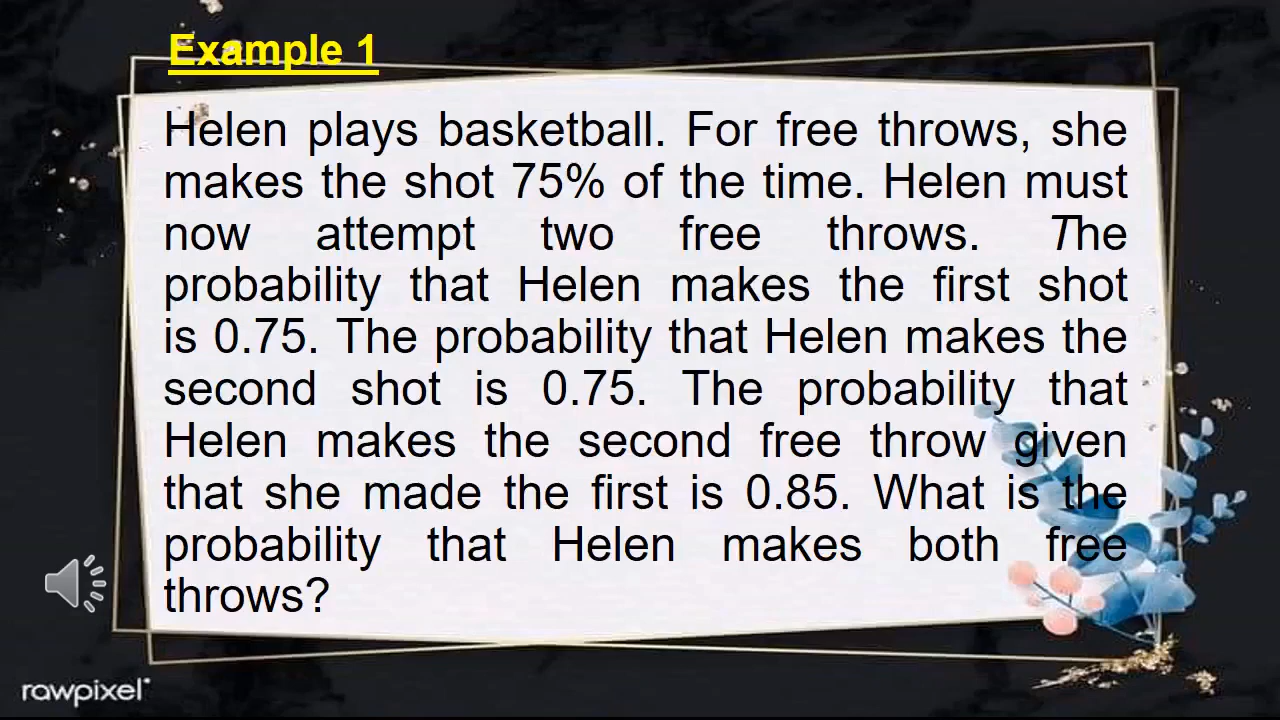 Example 1
Helen plays basketball. For free throws, she
makes the shot 75% of the time. Helen must
now attempt two free throws. The
probability that Helen makes the first shot
is 0.75. The probability that Helen makes the
second shot is 0.75. The probability that
Helen makes the second free throw given
that she made the first is 0.85. What is the
probability that Helen makes both free
throws?
rawpixel